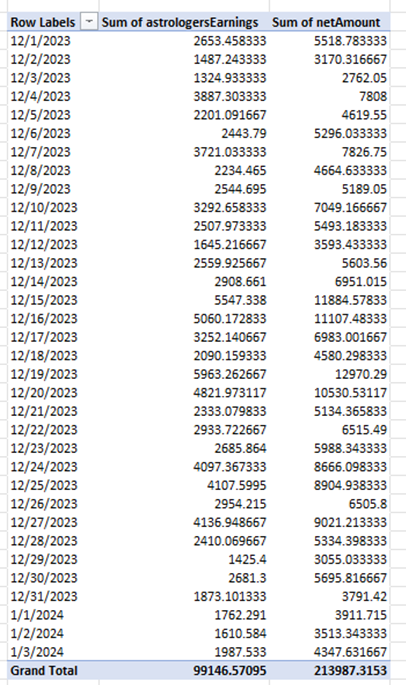 Row Labels Sum of astrologersEarnings Sum of netAmount
12/1/2023 2653.458333 5518.783333
12/2/2023 1487.243333 3170.316667
12/3/2023 1324.933333 2762.05
12/4/2023 3887.303333 7808
12/5/2023 2201.091667 4619.55
12/6/2023 2443.79 5296.033333
12/7/2023 3721.033333 7826.75
12/8/2023 2234.465 4664.633333
12/9/2023 2544.695 5189.05
12/10/2023 3292.658333 7049.166667
12/11/2023 2507.973333 5493.183333
12/12/2023 1645.216667 3593.433333
12/13/2023 2559.925667 5603.56
12/14/2023 2908.661 6951.015
12/15/2023 5547.338 11884.57833
12/16/2023 5060.172833 11107.48333
12/17/2023 3252.140667 6983.001667
12/18/2023 2090.159333 4580.298333
12/19/2023 5963.262667 12970.29
12/20/2023 4821.973117 10530.53117
12/21/2023 2333.079833 5134.365833
12/22/2023 2933.722667 6515.49
12/23/2023 2685.864 5988.343333
12/24/2023 4097.367333 8666.098333
12/25/2023 4107.5995 8904.938333
12/26/2023 2954.215 6505.8
12/27/2023 4136.948667 9021.213333
12/28/2023 2410.069667 5334.398333
12/29/2023 1425.4 3055.033333
12/30/2023 2681.3 5695.816667
12/31/2023 1873.101333 3791.42
1/1/2024 1762.291 3911.715
1/2/2024 1610.584 3513.343333
1/3/2024 1987.533 4347.631667
Grand Total 99146.57095 213987.3153